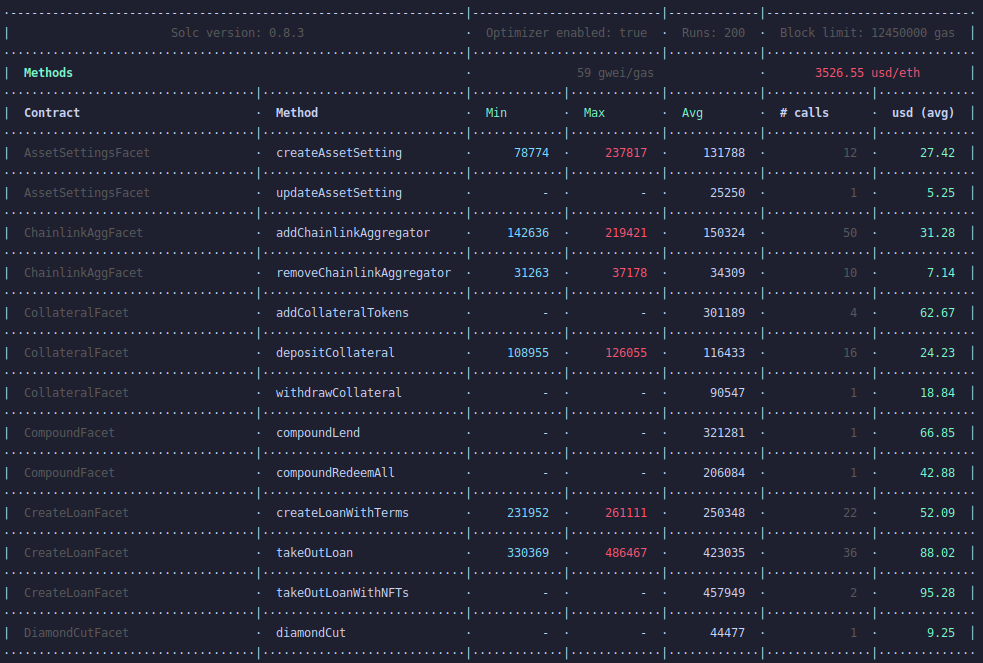 Solc version: 0.8.3 · Optimizer enabled: true · Runs: 200 · Block limit: 12450000 gas
Methods · 59 gwei/gas · 3526.55 usd/eth
Contract · Method · Min · Max · Avg · # calls · usd (avg)
AssetSettingsFacet · createAssetSetting · 78774 · 237817 · 131788 · 12 · 27.42
AssetSettingsFacet · updateAssetSetting · - · - · 25250 · 1 · 5.25
ChainlinkAggFacet · addChainlinkAggregator · 142636 · 219421 · 150324 · 50 · 31.28
ChainlinkAggFacet · removeChainlinkAggregator · 31263 · 37178 · 34309 · 10 · 7.14
CollateralFacet · addCollateralTokens · - · - · 301189 · 4 · 62.67
CollateralFacet · depositCollateral · 108955 · 126055 · 116433 · 16 · 24.23
CollateralFacet · withdrawCollateral · - · - · 90547 · 1 · 18.84
CompoundFacet · compoundLend · - · - · 321281 · 1 · 66.85
CompoundFacet · compoundRedeemAll · - · - · 206084 · 1 · 42.88
CreateLoanFacet · createLoanWithTerms · 231952 · 261111 · 250348 · 22 · 52.09
CreateLoanFacet · takeOutLoan · 330369 · 486467 · 423035 · 36 · 88.02
CreateLoanFacet · takeOutLoanWithNFTs · - · - · 457949 · 2 · 95.28
DiamondCutFacet · diamondCut · - · - · 44477 · 1 · 9.25